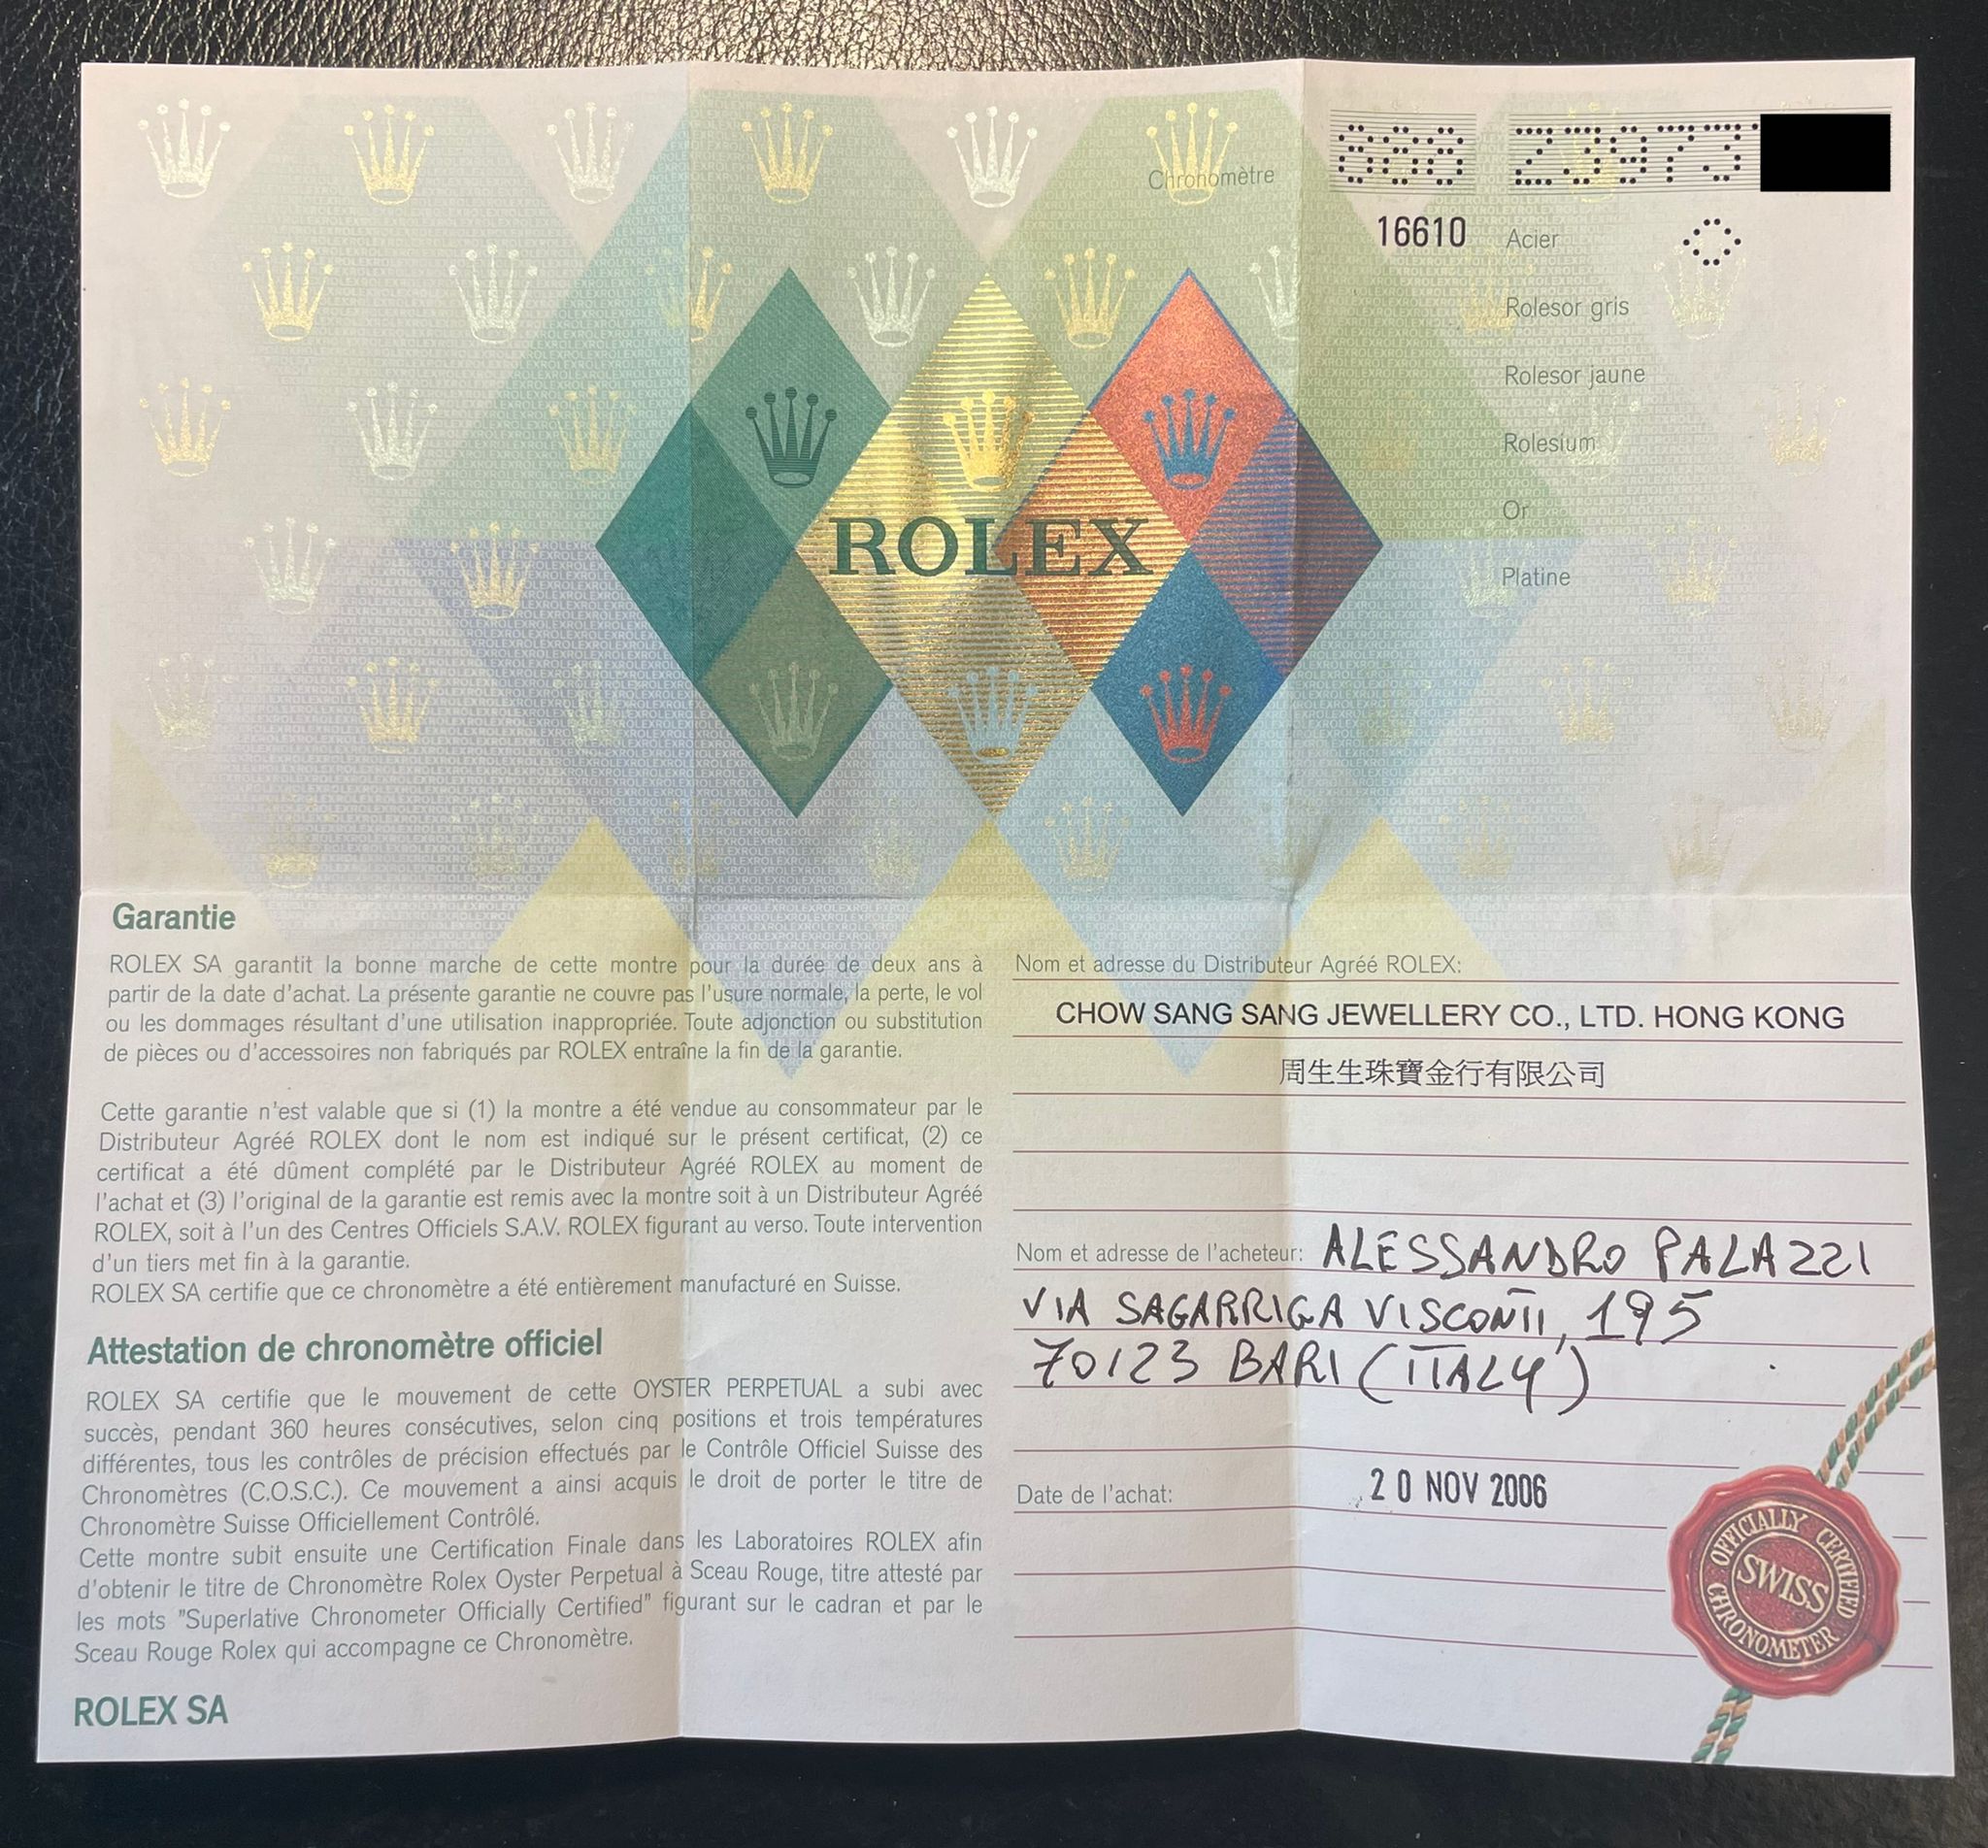 Chronomètre
888 Z3973
16610 Acier
Rolesor gris
Rolesor jaune
Rolesium
Or
Platine
ROLEX
Garantie
ROLEX SA garantit la bonne marche de cette montre pour la durée de deux ans à
partir de la date d'achat. La présente garantie ne couvre pas l'usure normale, la perte, le vol
ou les dommages résultant d'une utilisation inappropriée. Toute adjonction ou substitution
de pièces ou d'accessoires non fabriqués par ROLEX entraîne la fin de la garantie.
Cette garantie n'est valable que si (1) la montre a été vendue au consommateur par le
Distributeur Agréé ROLEX dont le nom est indiqué sur le présent certificat, (2) ce
certificat a été dûment complété par le Distributeur Agréé ROLEX au moment de
l'achat et (3) l'original de la garantie est remis avec la montre soit à un Distributeur Agréé
ROLEX, soit à l'un des Centres Officiels S.A.V. ROLEX figurant au verso. Toute intervention
d'un tiers met fin à la garantie.
ROLEX SA certifie que ce chronomètre a été entièrement manufacturé en Suisse.
Attestation de chronomètre officiel
ROLEX SA certifie que le mouvement de cette OYSTER PERPETUAL a subi avec
succès, pendant 360 heures consécutives, selon cinq positions et trois températures
différentes, tous les contrôles de précision effectués par le Contrôle Officiel Suisse des
Chronomètres (C.O.S.C.). Ce mouvement a ainsi acquis le droit de porter le titre de
Chronomètre Suisse Officiellement Contrôlé.
Cette montre subit ensuite une Certification Finale dans les Laboratoires ROLEX afin
d'obtenir le titre de Chronomètre Rolex Oyster Perpetual à Sceau Rouge, titre attesté par
les mots "Superlative Chronometer Officially Certified" figurant sur le cadran et par le
Sceau Rouge Rolex qui accompagne ce Chronomètre.
ROLEX SA
Nom et adresse du Distributeur Agréé ROLEX:
CHOW SANG SANG JEWELLERY CO., LTD. HONG KONG
周生生珠寶金行有限公司
Nom et adresse de l'acheteur: ALESSANDRO PALAZZI
VIA SAGARRIGA VISCONTI, 195
70123 BARI (ITALY)
Date de l'achat: 20 NOV 2006
OFFICIALLY CERTIFIED
SWISS
CHRONOMETER